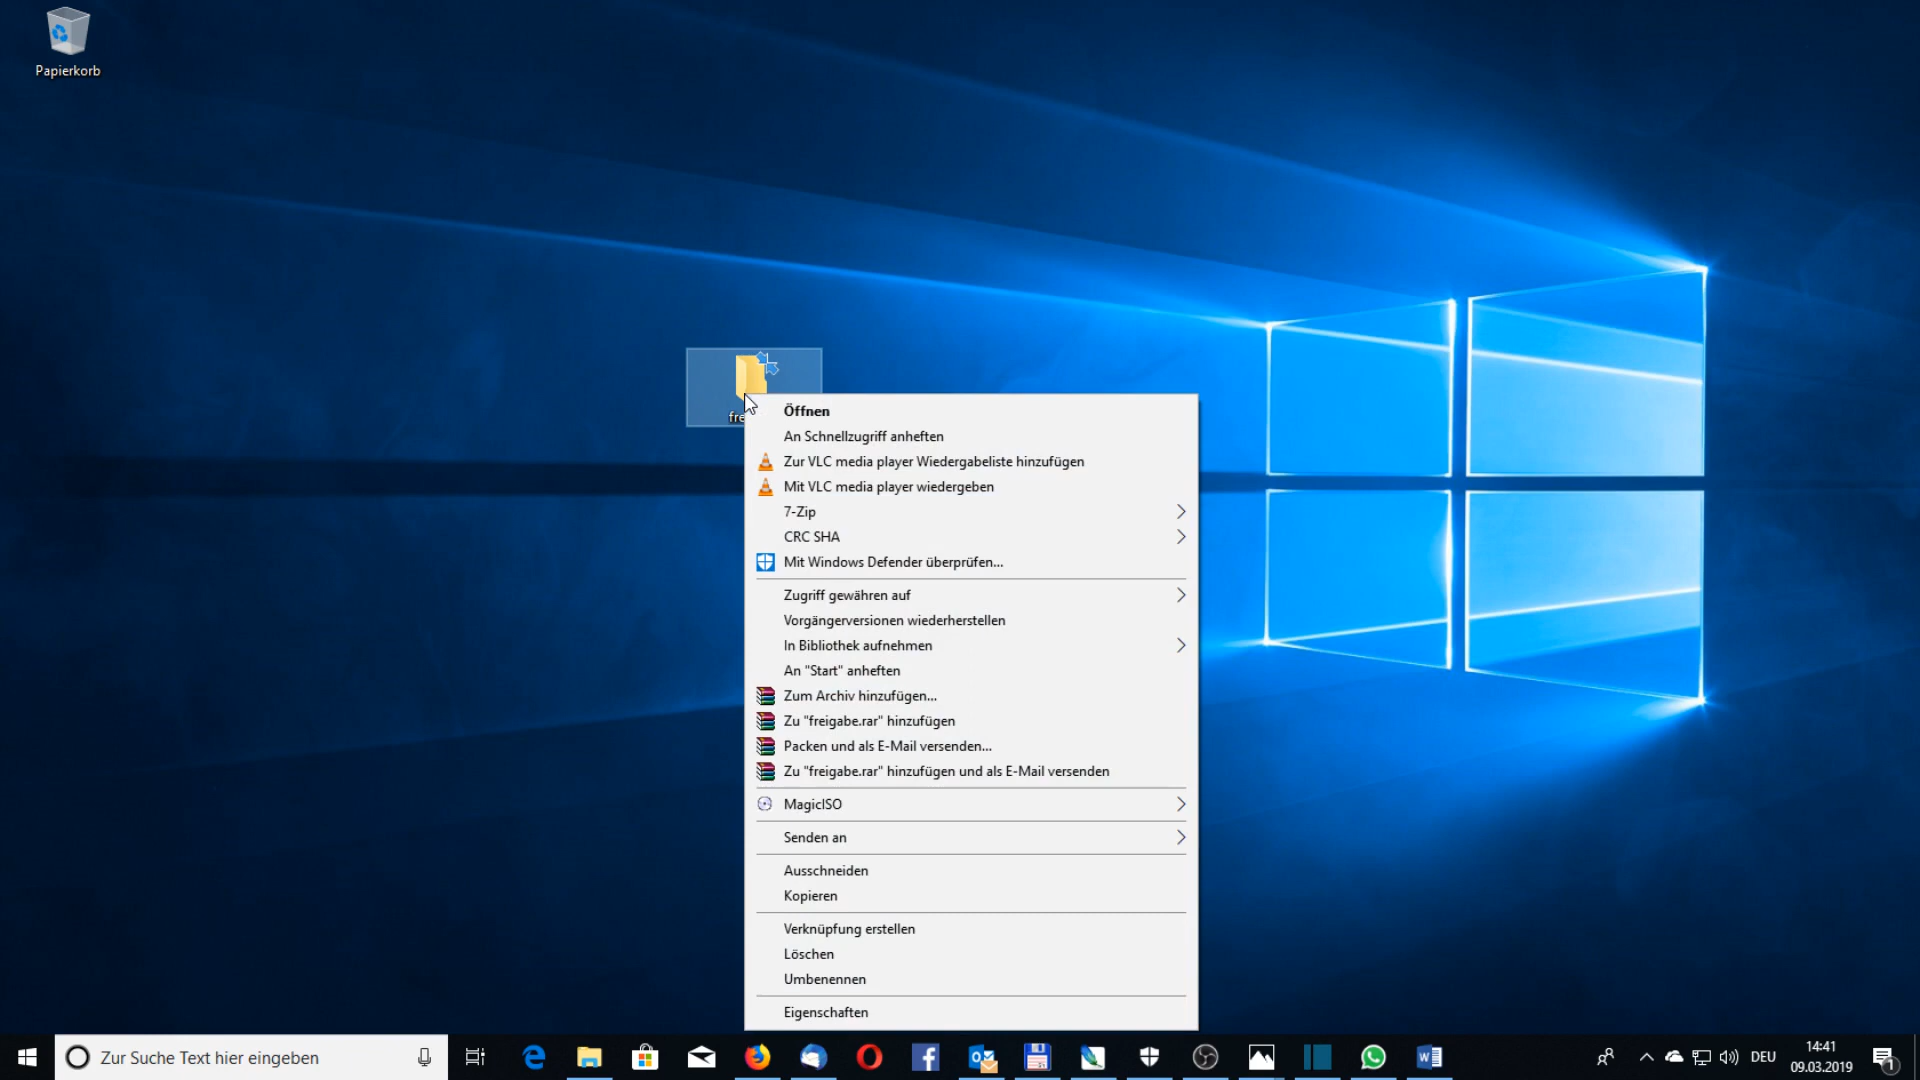 Papierkorb
Öffnen
An Schnellzugriff anheften
Zur VLC media player Wiedergabeliste hinzufügen
Mit VLC media player wiedergeben
7-Zip
CRC SHA
Mit Windows Defender überprüfen...
Zugriff gewähren auf
Vorgängerversionen wiederherstellen
In Bibliothek aufnehmen
An "Start" anheften
Zum Archiv hinzufügen...
Zu "freigabe.rar" hinzufügen
Packen und als E-Mail versenden...
Zu "freigabe.rar" hinzufügen und als E-Mail versenden
MagicISO
Senden an
Ausschneiden
Kopieren
Verknüpfung erstellen
Löschen
Umbenennen
Eigenschaften
Zur Suche Text hier eingeben
DEU
14:41
09.03.2019
1